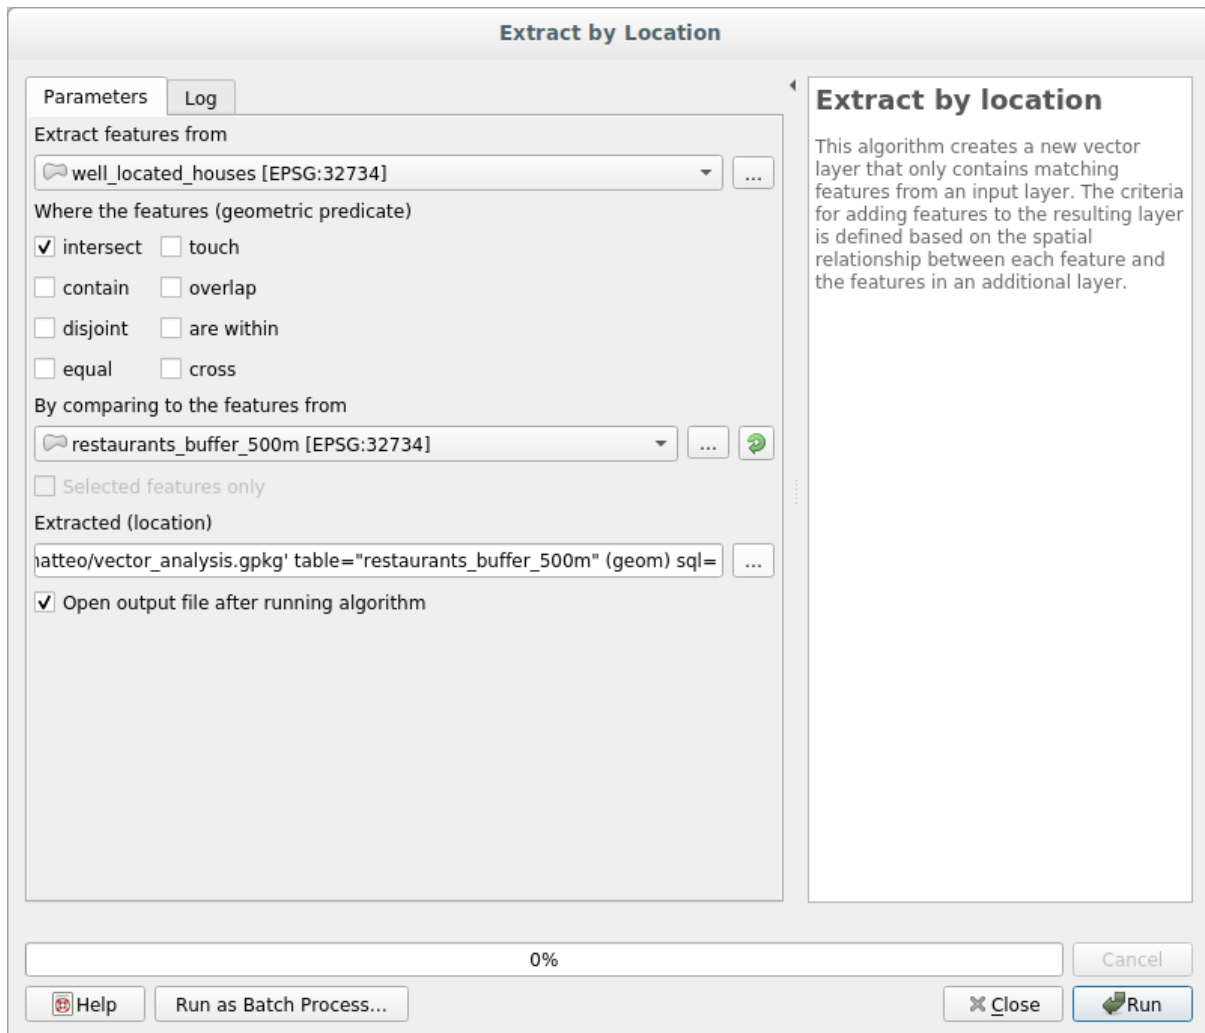 Extract by Location
Parameters
Log
Extract features from
well_located_houses [EPSG:32734]
...
Where the features (geometric predicate)
intersect
touch
contain
overlap
disjoint
are within
equal
cross
By comparing to the features from
restaurants_buffer_500m [EPSG:32734]
...
Selected features only
Extracted (location)
natteo/vector_analysis.gpkg' table="restaurants_buffer_500m" (geom) sql=
...
Open output file after running algorithm
Extract by location
This algorithm creates a new vector
layer that only contains matching
features from an input layer. The criteria
for adding features to the resulting layer
is defined based on the spatial
relationship between each feature and
the features in an additional layer.
0%
Cancel
Help
Run as Batch Process...
Close
Run